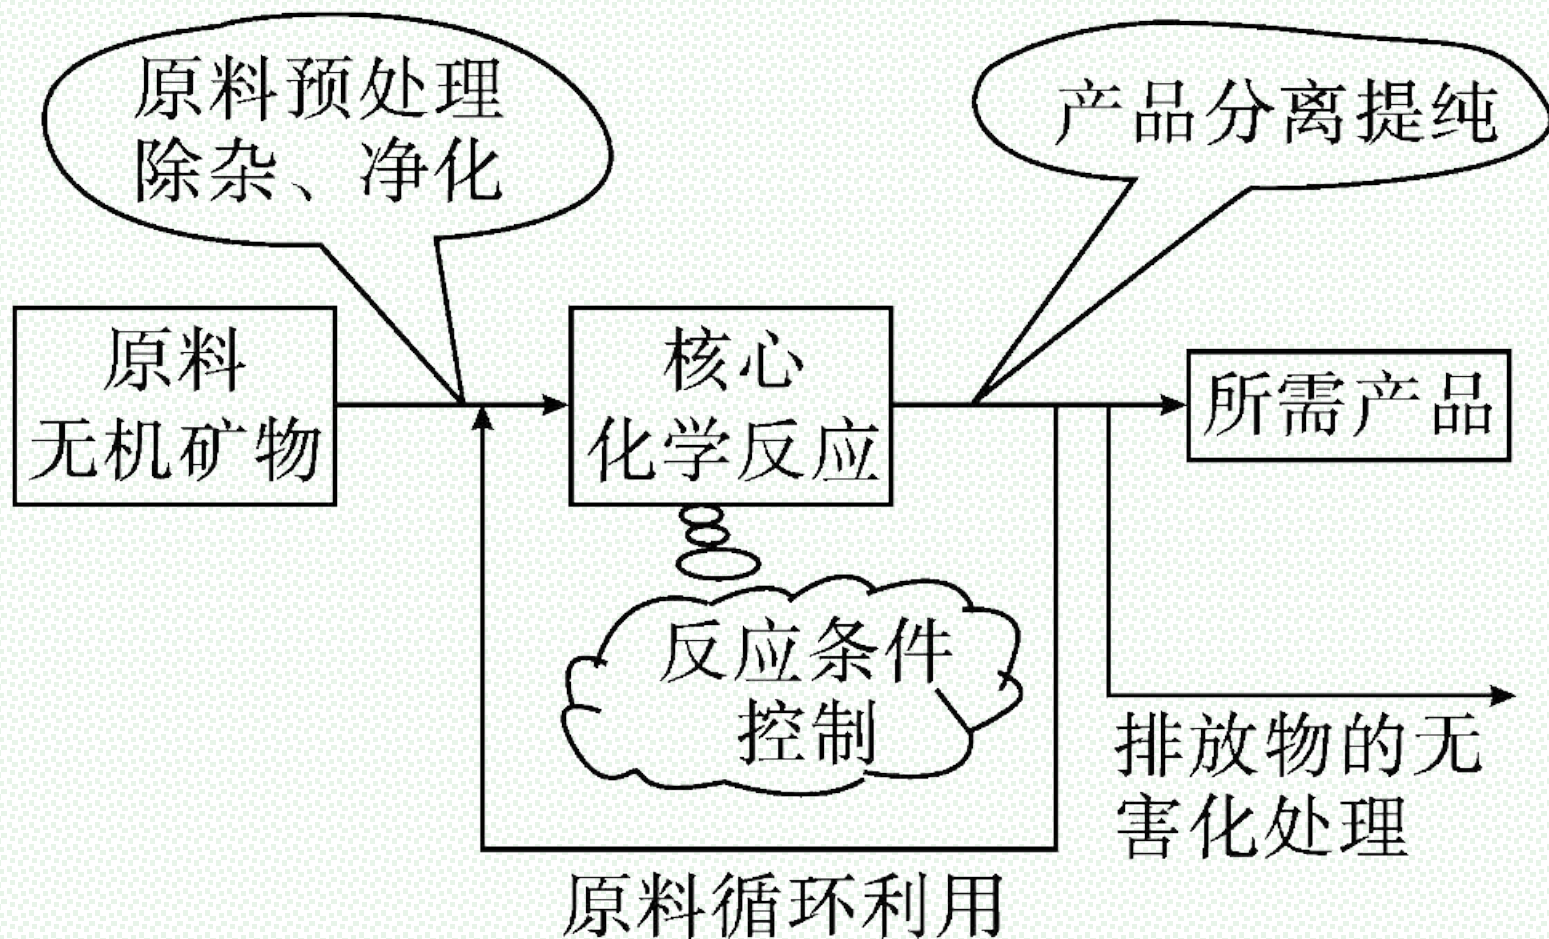 原料预处理
除杂、净化
产品分离提纯
原料
无机矿物
核心
化学反应
所需产品
反应条件
控制
排放物的无
害化处理
原料循环利用